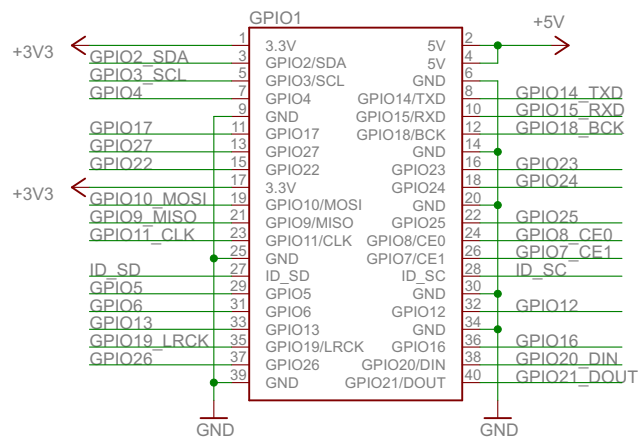 GPIO1
+5V
+3V3 1 3.3V 5V 2
GPIO2_SDA 3 GPIO2/SDA 5V 4
GPIO3_SCL 5 GPIO3/SCL GND 6
GPIO4 7 GPIO4 GPIO14/TXD 8 GPIO14_TXD
9 GND GPIO15/RXD 10 GPIO15_RXD
GPIO17 11 GPIO17 GPIO18/BCK 12 GPIO18_BCK
GPIO27 13 GPIO27 GND 14
GPIO22 15 GPIO22 GPIO23 16 GPIO23
+3V3 17 3.3V GPIO24 18 GPIO24
GPIO10_MOSI 19 GPIO10/MOSI GND 20
GPIO9_MISO 21 GPIO9/MISO GPIO25 22 GPIO25
GPIO11_CLK 23 GPIO11/CLK GPIO8/CE0 24 GPIO8_CE0
25 GND GPIO7/CE1 26 GPIO7_CE1
ID_SD 27 ID_SD ID_SC 28 ID_SC
GPIO5 29 GPIO5 GND 30
GPIO6 31 GPIO6 GPIO12 32 GPIO12
GPIO13 33 GPIO13 GND 34
GPIO19_LRCK 35 GPIO19/LRCK GPIO16 36 GPIO16
GPIO26 37 GPIO26 GPIO20/DIN 38 GPIO20_DIN
39 GND GPIO21/DOUT 40 GPIO21_DOUT
GND GND